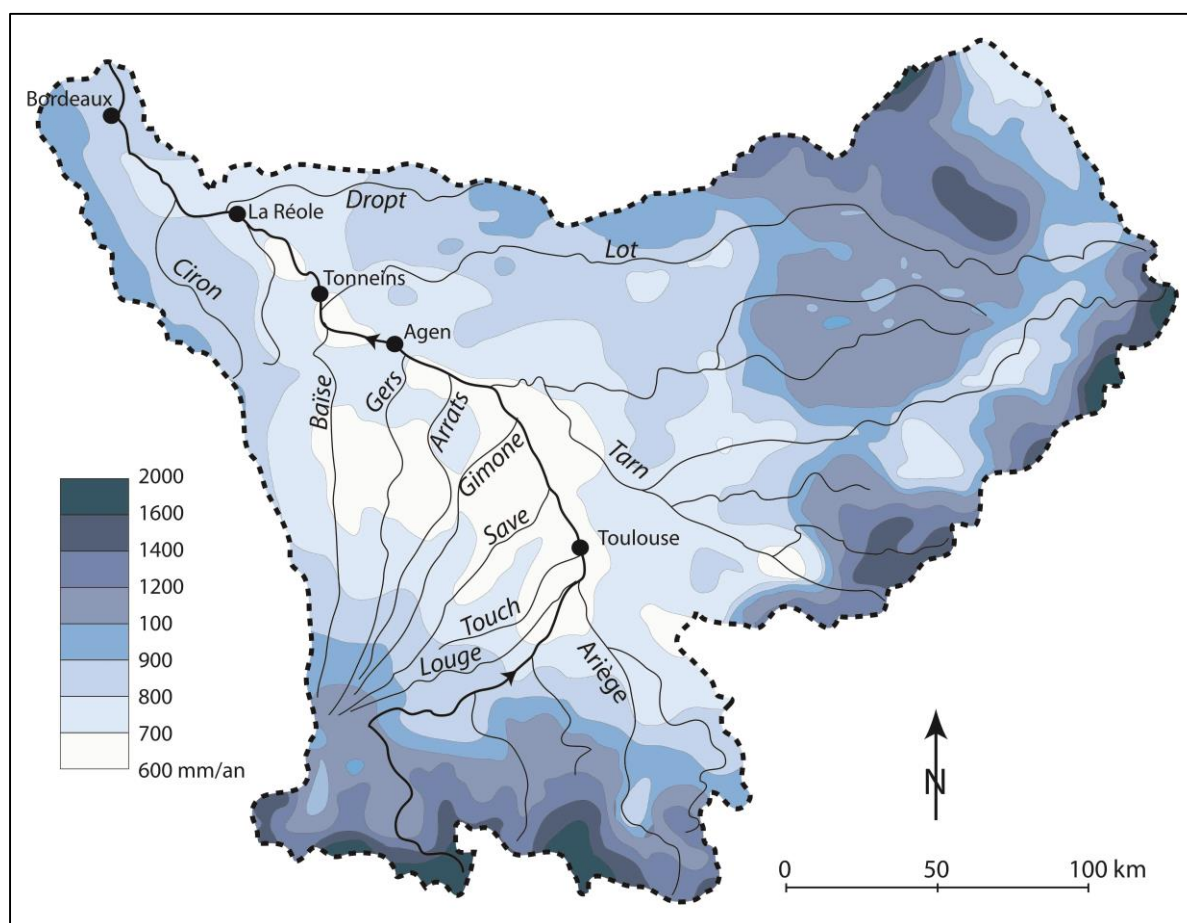 Bordeaux
La Réole
Dropt
Lot
Ciron
Tonneins
Agen
Baïse
Gers
Arrats
Gimone
Tarn
Save
Toulouse
Touch
Louge
Ariège
2000
1600
1400
1200
100
900
800
700
600 mm/an
N
0 50 100 km